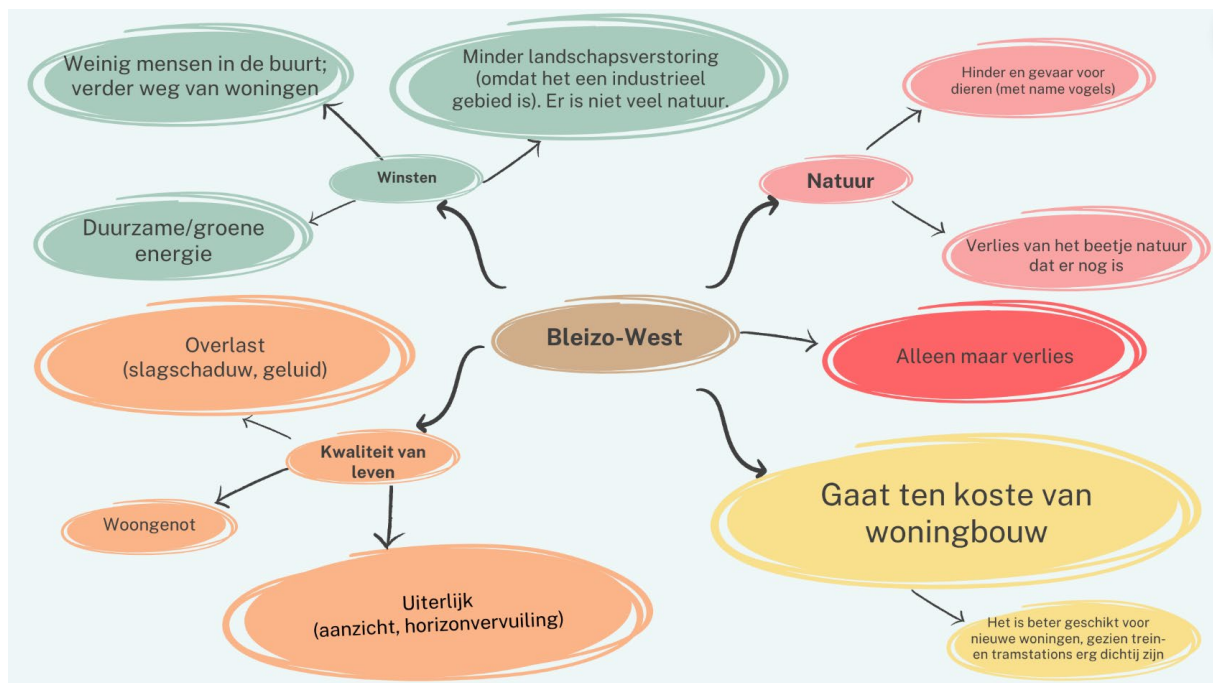 Weinig mensen in de buurt;
verder weg van woningen
Minder landschapsverstoring
(omdat het een industrieel
gebied is). Er is niet veel natuur.
Hinder en gevaar voor
dieren (met name vogels)
Winsten
Natuur
Duurzame/groene
energie
Verlies van het beetje natuur
dat er nog is
Bleizo-West
Overlast
(slagschaduw, geluid)
Alleen maar verlies
Kwaliteit van
leven
Woongenot
Gaat ten koste van
woningbouw
Uiterlijk
(aanzicht, horizonvervuiling)
Het is beter geschikt voor
nieuwe woningen, gezien trein-
en tramstations erg dichtij zijn